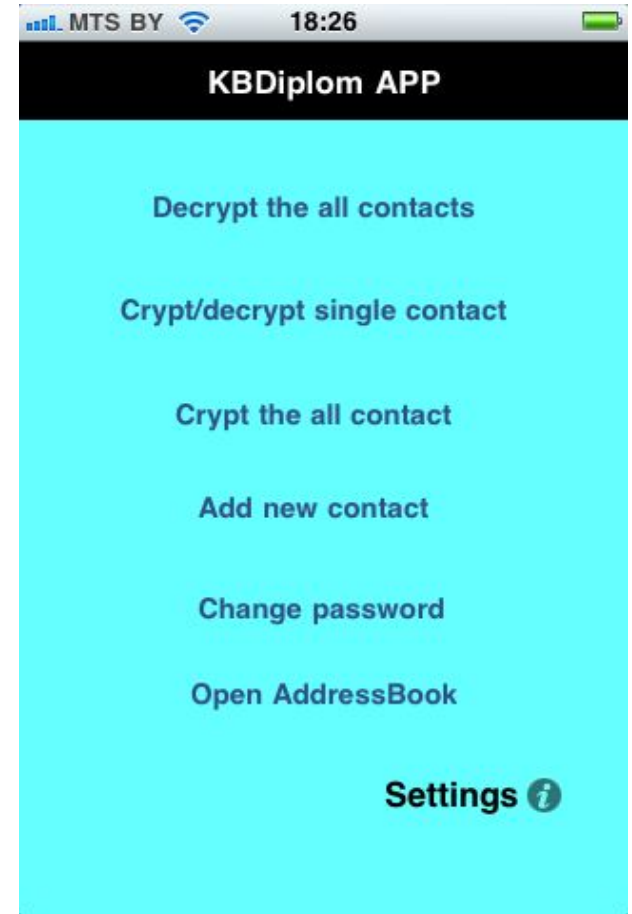 MTS BY 18:26
KBDiplom APP
Decrypt the all contacts
Crypt/decrypt single contact
Crypt the all contact
Add new contact
Change password
Open AddressBook
Settings i